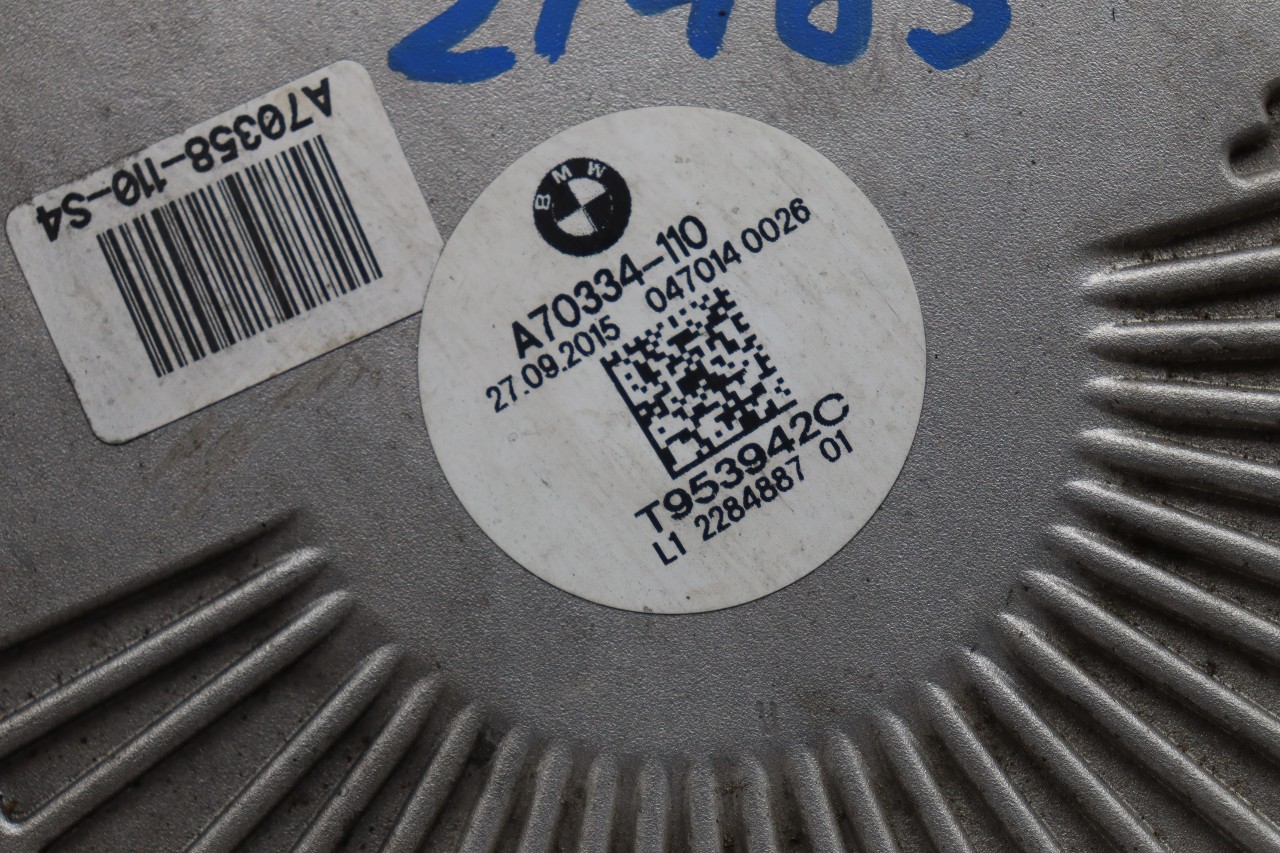 A70358-110-S4
BMW
A70334-110
27.09.2015 047014 0026
T953942C
L1 2284887 01